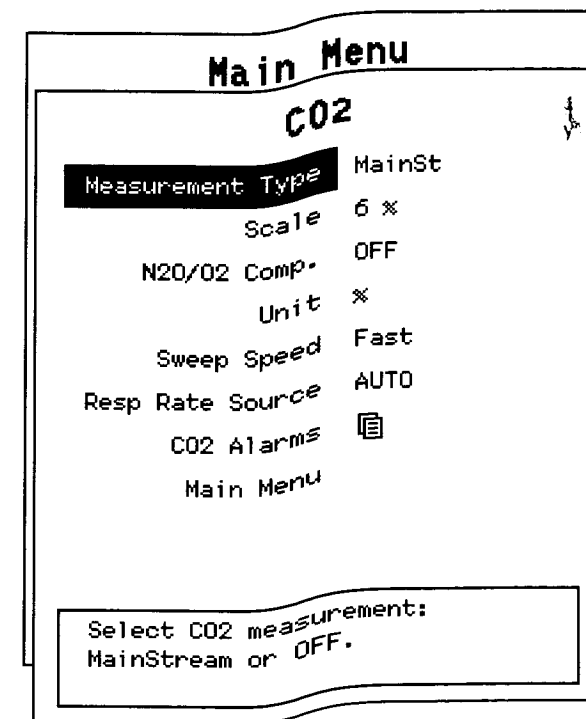 Main Menu
CO2
Measurement Type MainSt
Scale 6 %
N2O/O2 Comp. OFF
Unit %
Sweep Speed Fast
Resp Rate Source AUTO
CO2 Alarms
Main Menu
Select CO2 measurement:
MainStream or OFF.